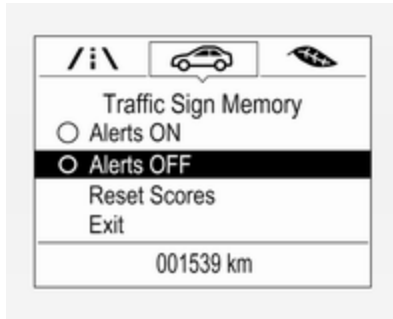 Traffic Sign Memory
Alerts ON
Alerts OFF
Reset Scores
Exit
001539 km